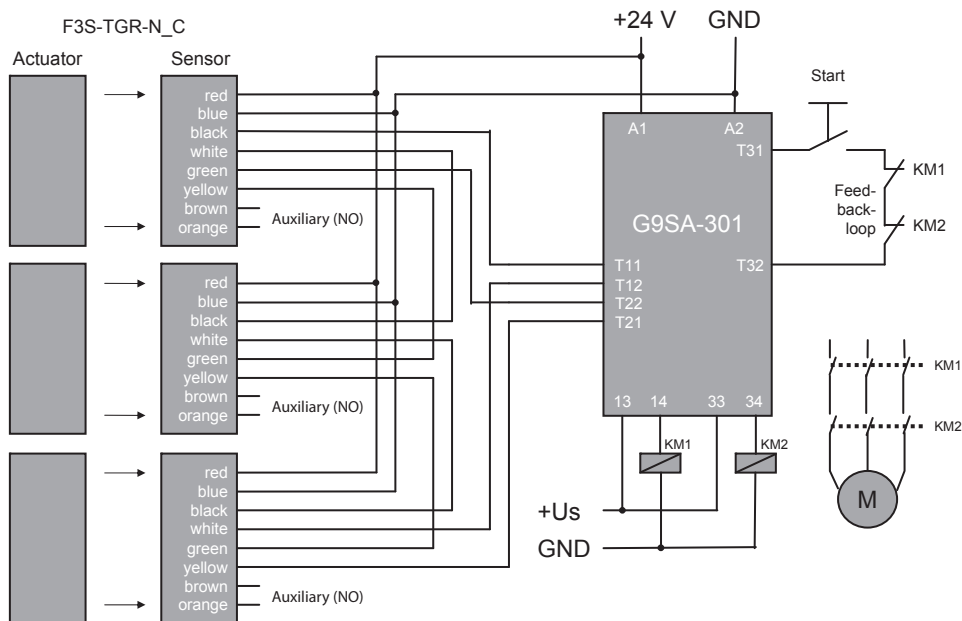 F3S-TGR-N_C
Actuator
Sensor
red
blue
black
white
green
yellow
brown
orange
Auxiliary (NO)
red
blue
black
white
green
yellow
brown
orange
Auxiliary (NO)
red
blue
black
white
green
yellow
brown
orange
Auxiliary (NO)
+24 V
GND
A1
A2
T31
G9SA-301
T11
T12
T22
T21
T32
13
14
33
34
Start
KM1
Feed-
back-
loop
KM2
KM1
KM2
+Us
GND
KM1
KM2
M